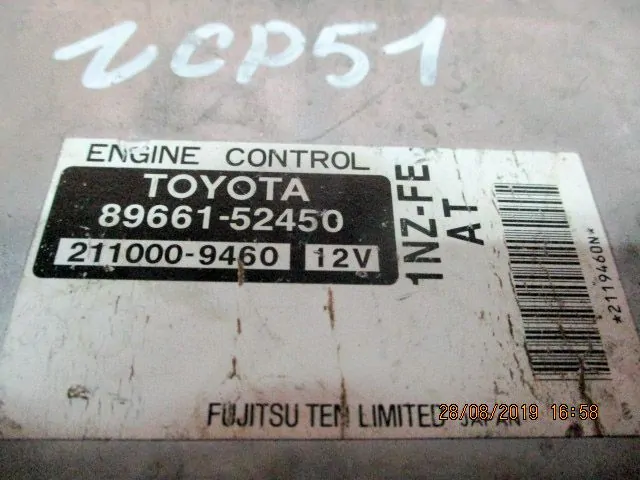 NCP51
ENGINE CONTROL
TOYOTA
89661-52450
211000-9460 12V
1NZ-FE
AT
*2119460N*
FUJITSU TEN LIMITED JAPAN
28/08/2019 16:58